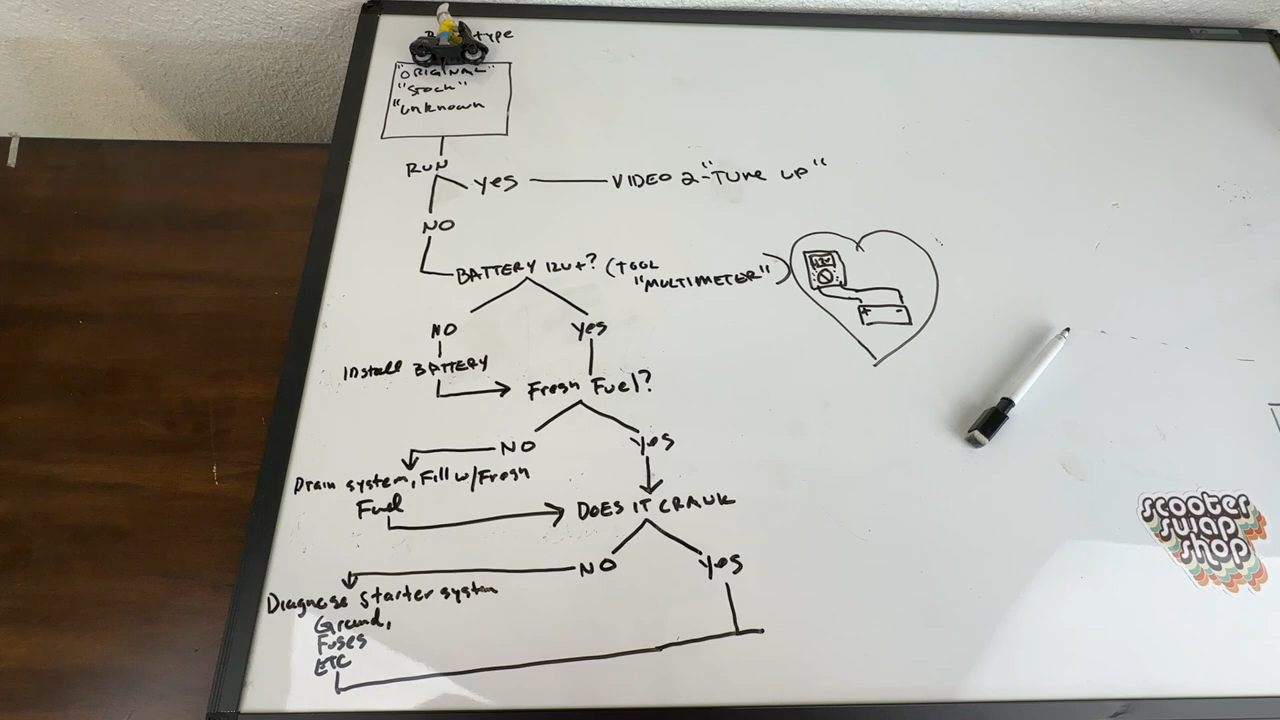 type
"ORIGINAL"
"Stock"
"Unknown
RUN
yes
VIDEO 2 "Tune UP"
NO
BATTERY 12V+? (TOOL
"MULTIMETER")
12V
+ -
NO
yes
Install BATTERY
Fresh Fuel?
NO
yes
Drain system, Fill w/Fresh
Fuel
DOES IT CRANK
NO
yes
Diagnose starter system
Ground,
Fuses
ETC
scooter
swap
shop